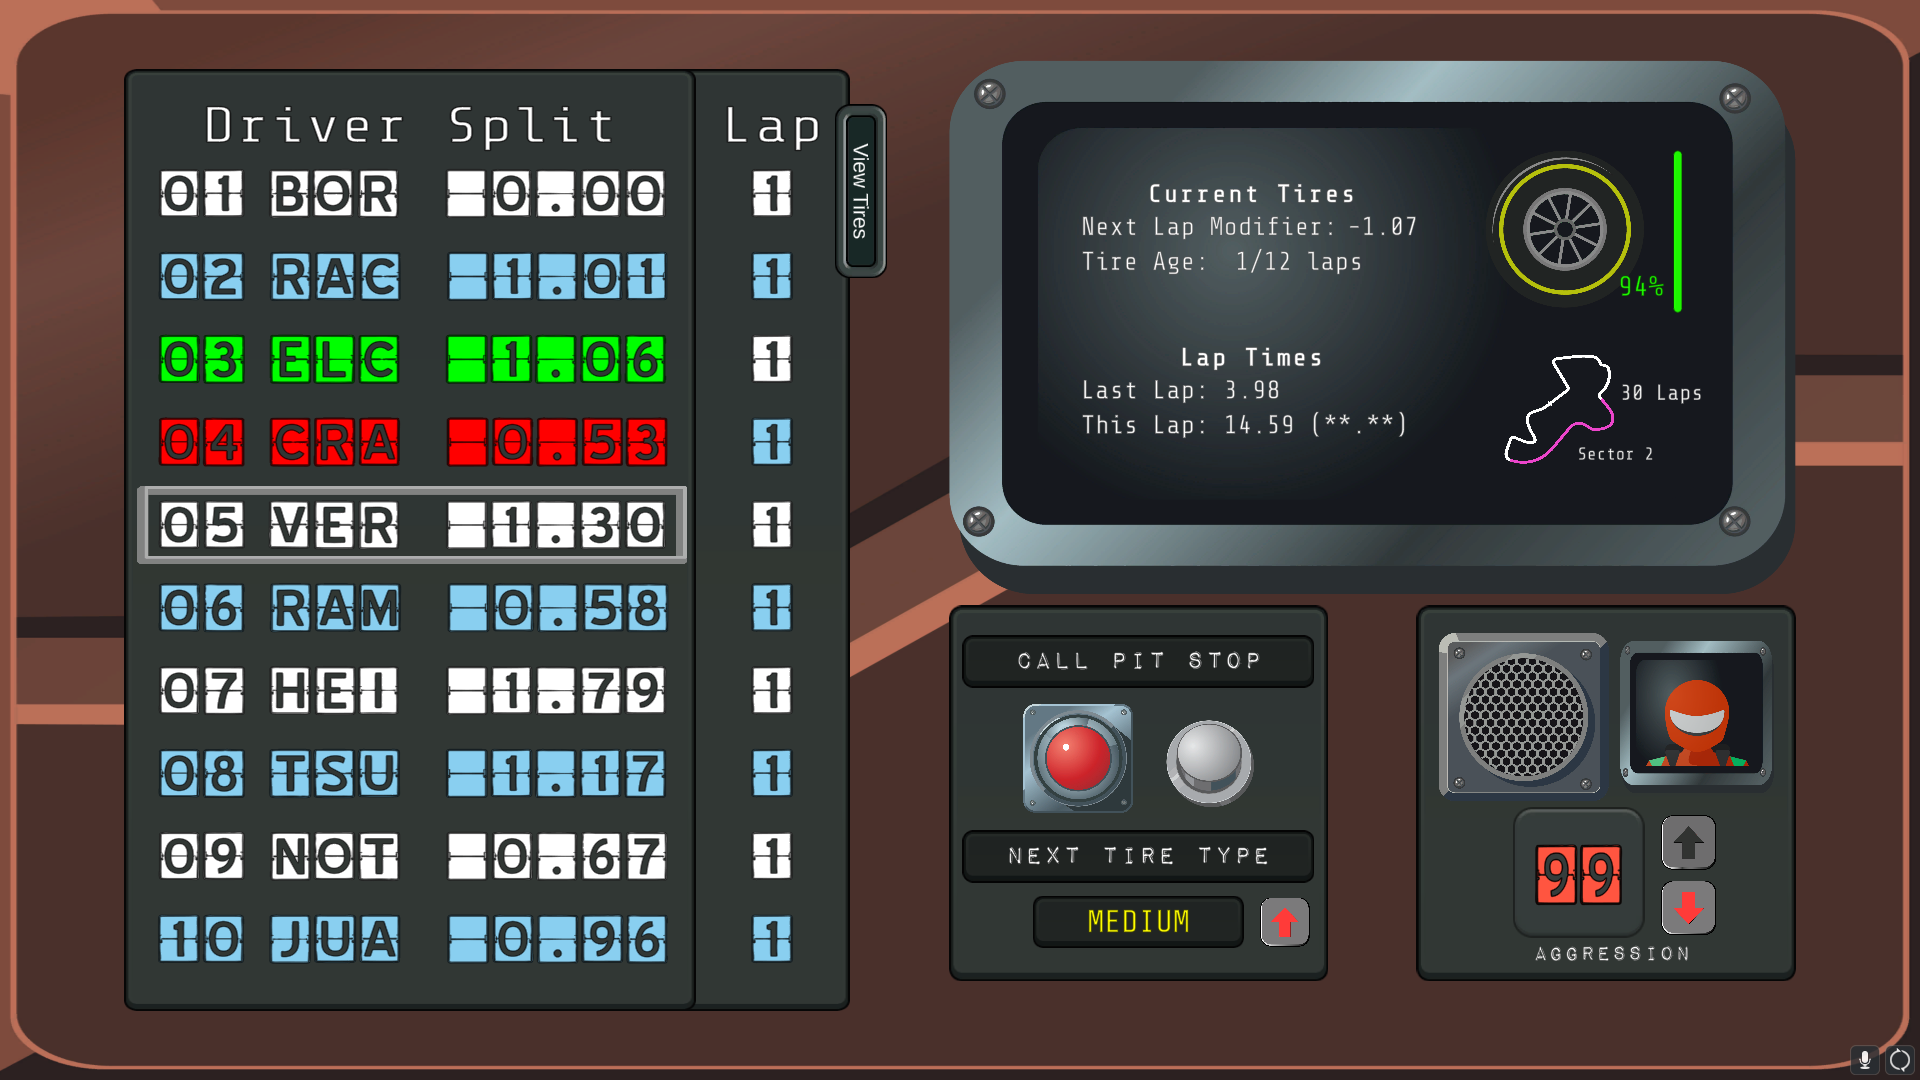 Driver Split Lap
01 BOR 0.00 1
02 RAC 1.01 1
03 ELC 1.06 1
04 CRA 0.53 1
05 VER 1.30 1
06 RAM 0.58 1
07 HEI 1.79 1
08 TSU 1.17 1
09 NOT 0.67 1
10 JUA 0.96 1
View Tires
Current Tires
Next Lap Modifier: -1.07
Tire Age: 1/12 laps
94%
Lap Times
Last Lap: 3.98
This Lap: 14.59 (**.**)
30 Laps
Sector 2
CALL PIT STOP
NEXT TIRE TYPE
MEDIUM
99
AGGRESSION